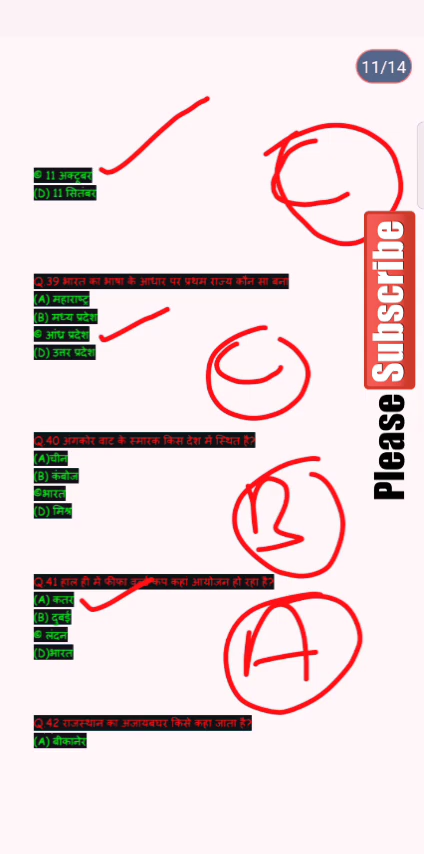 11/14
© 11 अक्टूबर
C
(D) 11 सितंबर
Q.39 भारत का भाषा के आधार पर प्रथम राज्य कौन सा बना
(A) महाराष्ट्र
(B) मध्य प्रदेश
© आंध्र प्रदेश
(D) उत्तर प्रदेश
C
Q.40 अंगकोर वाट के स्मारक किस देश में स्थित है?
(A)चीन
(B) कंबोज
©भारत
(D) मिश्र
B
Q.41 हाल ही में फीफा वर्ल्ड कप कहां आयोजन हो रहा है?
(A) कतर
(B) दुबई
© लंदन
(D)भारत
A
Q.42 राजस्थान का अजायबघर किसे कहा जाता है?
(A) बीकानेर
Please Subscribe